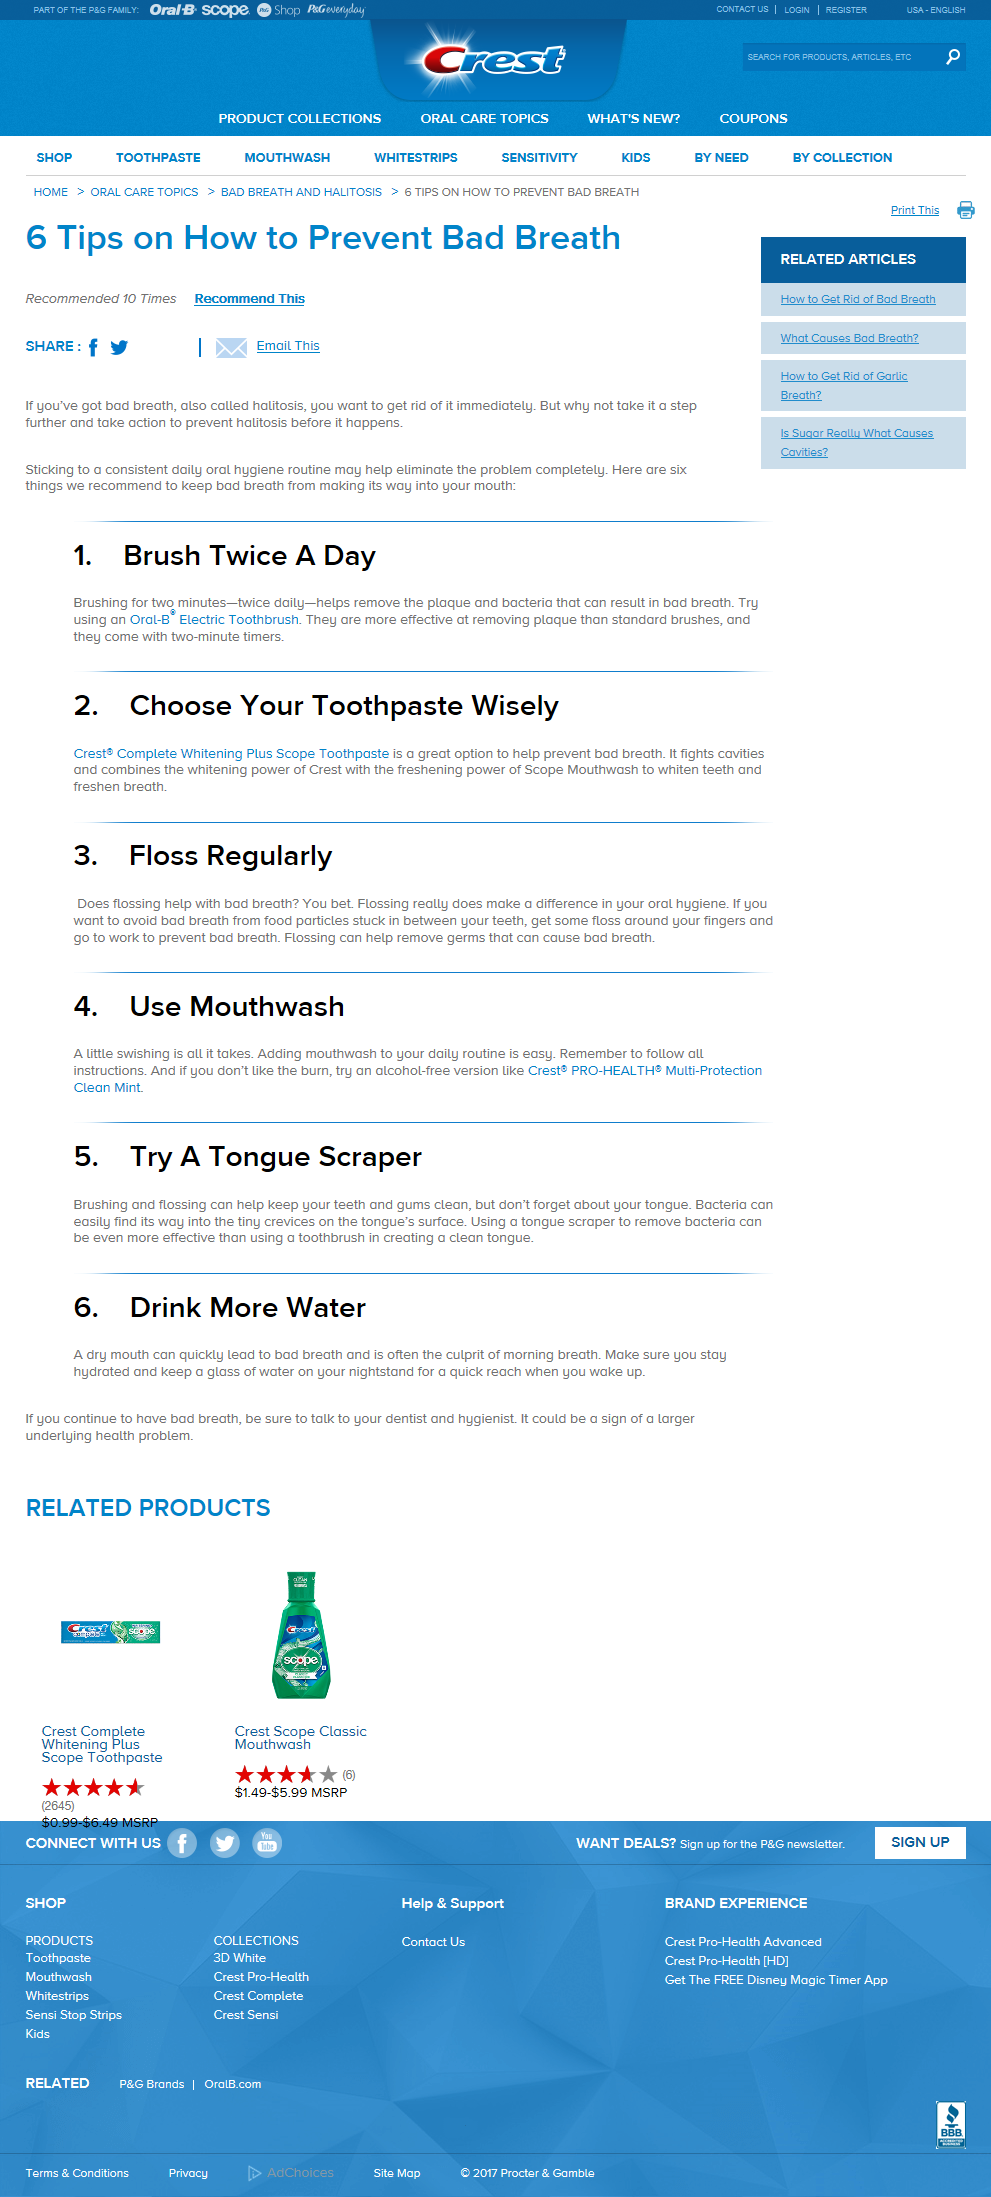 PART OF THE P&G FAMILY: Oral-B scope. P&G Shop P&G everyday
CONTACT US | LOGIN | REGISTER USA - ENGLISH
Crest
SEARCH FOR PRODUCTS, ARTICLES, ETC
PRODUCT COLLECTIONS ORAL CARE TOPICS WHAT'S NEW? COUPONS
SHOP TOOTHPASTE MOUTHWASH WHITESTRIPS SENSITIVITY KIDS BY NEED BY COLLECTION
HOME > ORAL CARE TOPICS > BAD BREATH AND HALITOSIS > 6 TIPS ON HOW TO PREVENT BAD BREATH
Print This
6 Tips on How to Prevent Bad Breath
Recommended 10 Times Recommend This
SHARE : | Email This
RELATED ARTICLES
How to Get Rid of Bad Breath
What Causes Bad Breath?
How to Get Rid of Garlic
Breath?
Is Sugar Really What Causes
Cavities?
If you've got bad breath, also called halitosis, you want to get rid of it immediately. But why not take it a step
further and take action to prevent halitosis before it happens.
Sticking to a consistent daily oral hygiene routine may help eliminate the problem completely. Here are six
things we recommend to keep bad breath from making its way into your mouth:
1. Brush Twice A Day
Brushing for two minutes—twice daily—helps remove the plaque and bacteria that can result in bad breath. Try
using an Oral-B® Electric Toothbrush. They are more effective at removing plaque than standard brushes, and
they come with two-minute timers.
2. Choose Your Toothpaste Wisely
Crest® Complete Whitening Plus Scope Toothpaste is a great option to help prevent bad breath. It fights cavities
and combines the whitening power of Crest with the freshening power of Scope Mouthwash to whiten teeth and
freshen breath.
3. Floss Regularly
Does flossing help with bad breath? You bet. Flossing really does make a difference in your oral hygiene. If you
want to avoid bad breath from food particles stuck in between your teeth, get some floss around your fingers and
go to work to prevent bad breath. Flossing can help remove germs that can cause bad breath.
4. Use Mouthwash
A little swishing is all it takes. Adding mouthwash to your daily routine is easy. Remember to follow all
instructions. And if you don't like the burn, try an alcohol-free version like Crest® PRO-HEALTH® Multi-Protection
Clean Mint.
5. Try A Tongue Scraper
Brushing and flossing can help keep your teeth and gums clean, but don't forget about your tongue. Bacteria can
easily find its way into the tiny crevices on the tongue's surface. Using a tongue scraper to remove bacteria can
be even more effective than using a toothbrush in creating a clean tongue.
6. Drink More Water
A dry mouth can quickly lead to bad breath and is often the culprit of morning breath. Make sure you stay
hydrated and keep a glass of water on your nightstand for a quick reach when you wake up.
If you continue to have bad breath, be sure to talk to your dentist and hygienist. It could be a sign of a larger
underlying health problem.
RELATED PRODUCTS
Crest complete scope
Crest scope
Crest Complete
Whitening Plus
Scope Toothpaste
(2645)
$0.99-$6.49 MSRP
Crest Scope Classic
Mouthwash
(6)
$1.49-$5.99 MSRP
CONNECT WITH US You Tube WANT DEALS? Sign up for the P&G newsletter. SIGN UP
SHOP
PRODUCTS
Toothpaste
Mouthwash
Whitestrips
Sensi Stop Strips
Kids
COLLECTIONS
3D White
Crest Pro-Health
Crest Complete
Crest Sensi
Help & Support
Contact Us
BRAND EXPERIENCE
Crest Pro-Health Advanced
Crest Pro-Health [HD]
Get The FREE Disney Magic Timer App
RELATED P&G Brands | OralB.com
BBB
ACCREDITED BUSINESS
Terms & Conditions Privacy AdChoices Site Map © 2017 Procter & Gamble